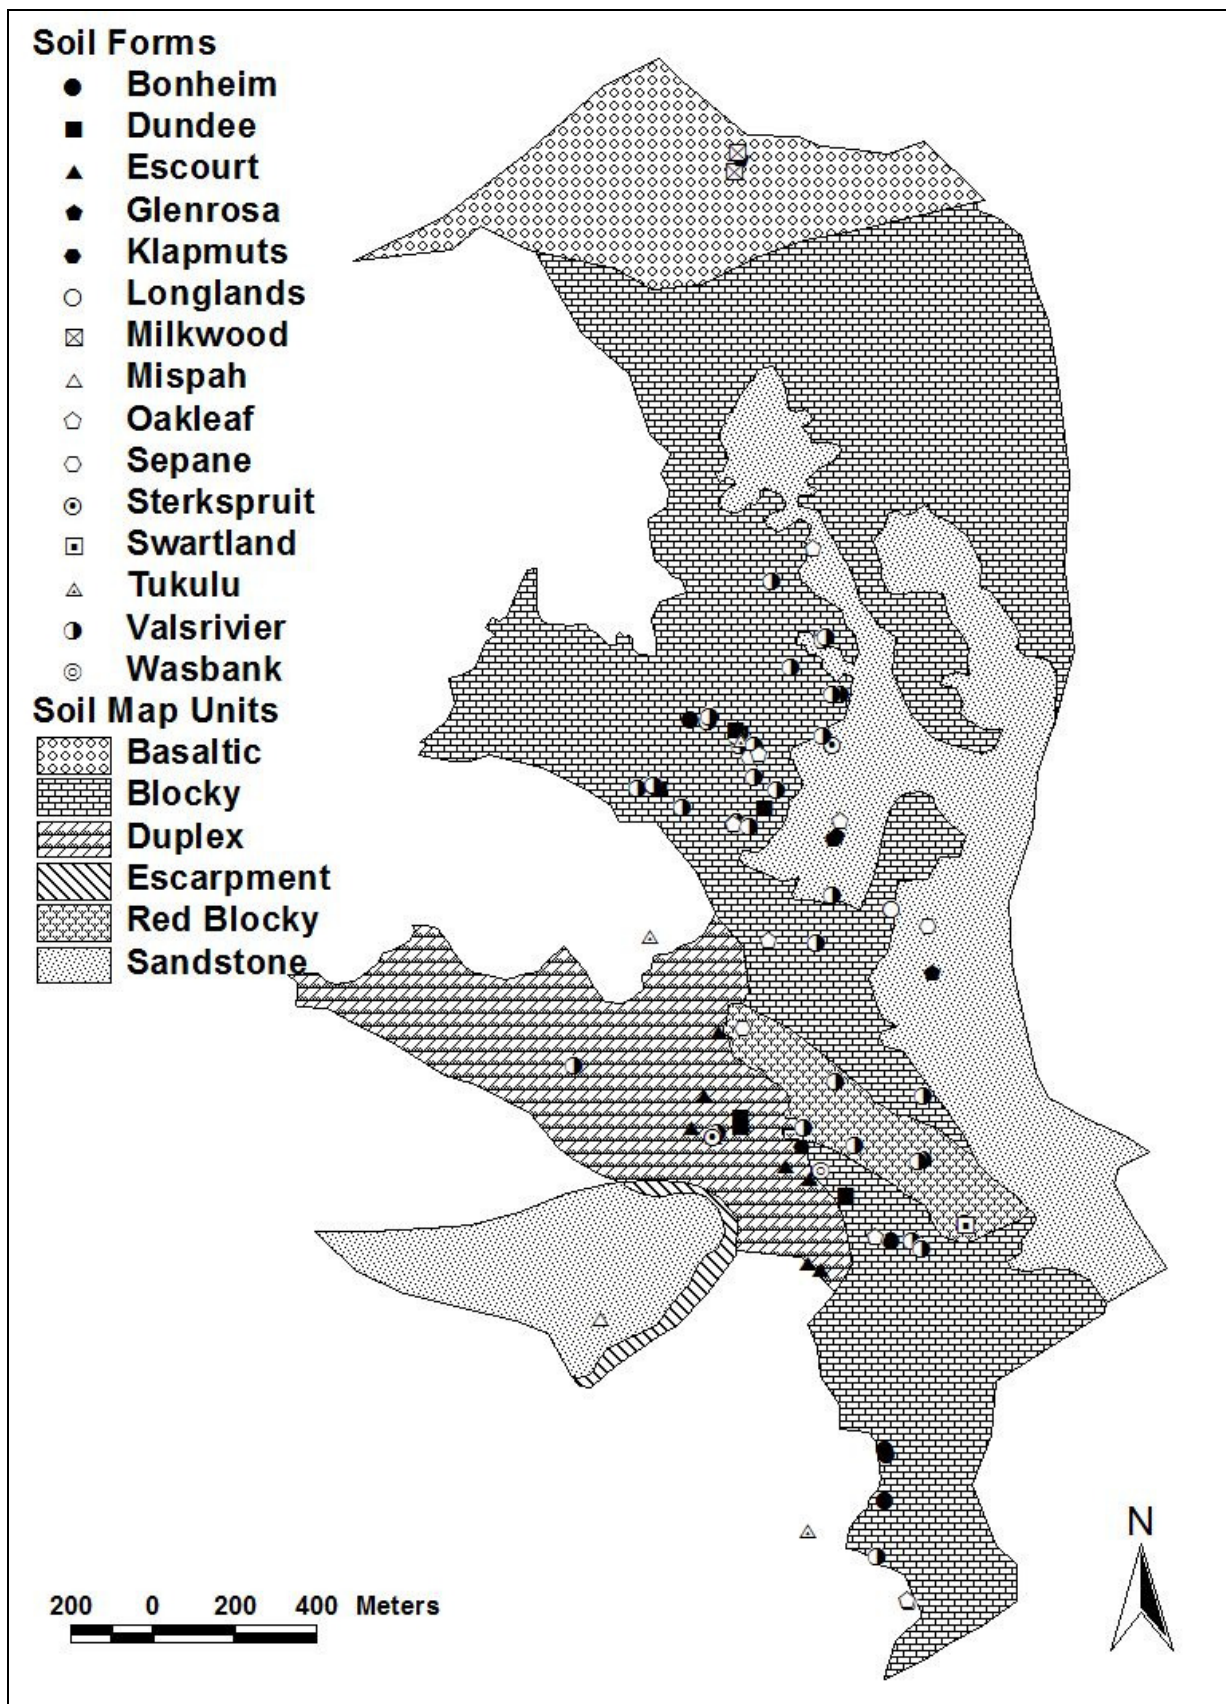 Soil Forms
Bonheim
Dundee
Escourt
Glenrosa
Klapmuts
Longlands
Milkwood
Mispah
Oakleaf
Sepane
Sterkspruit
Swartland
Tukulu
Valsrivier
Wasbank
Soil Map Units
Basaltic
Blocky
Duplex
Escarpment
Red Blocky
Sandstone
N
200 0 200 400 Meters